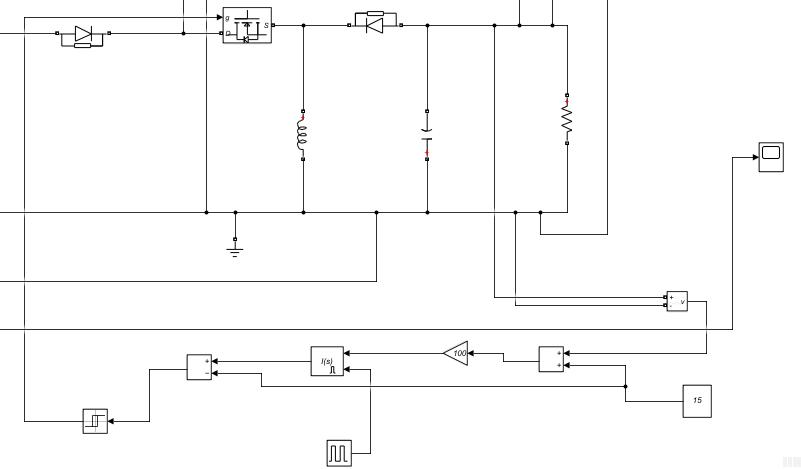 g
S
D
+
- v
+
−
I(s)
100
+
+
15